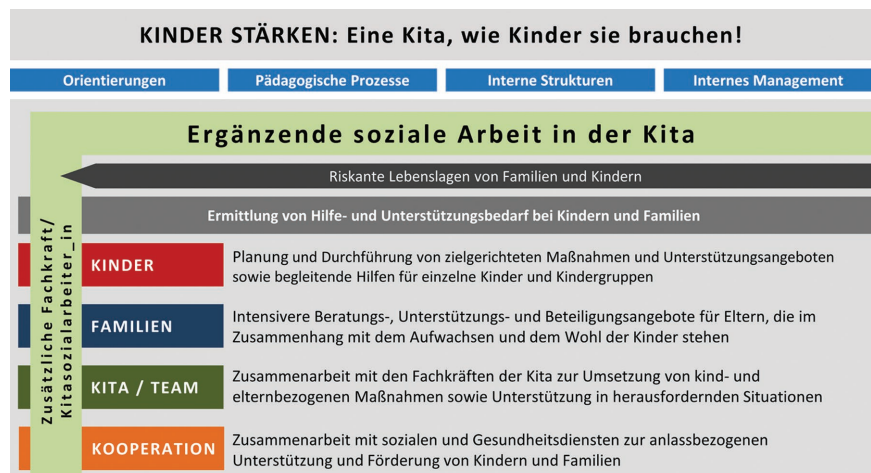 KINDER STÄRKEN: Eine Kita, wie Kinder sie brauchen!
Orientierungen
Pädagogische Prozesse
Interne Strukturen
Internes Management
Ergänzende soziale Arbeit in der Kita
Riskante Lebenslagen von Familien und Kindern
Ermittlung von Hilfe- und Unterstützungsbedarf bei Kindern und Familien
Zusätzliche Fachkraft/
Kitasozialarbeiter_in
KINDER
Planung und Durchführung von zielgerichteten Maßnahmen und Unterstützungsangeboten
sowie begleitende Hilfen für einzelne Kinder und Kindergruppen
FAMILIEN
Intensivere Beratungs-, Unterstützungs- und Beteiligungsangebote für Eltern, die im
Zusammenhang mit dem Aufwachsen und dem Wohl der Kinder stehen
KITA / TEAM
Zusammenarbeit mit den Fachkräften der Kita zur Umsetzung von kind- und
elternbezogenen Maßnahmen sowie Unterstützung in herausfordernden Situationen
KOOPERATION
Zusammenarbeit mit sozialen und Gesundheitsdiensten zur anlassbezogenen
Unterstützung und Förderung von Kindern und Familien